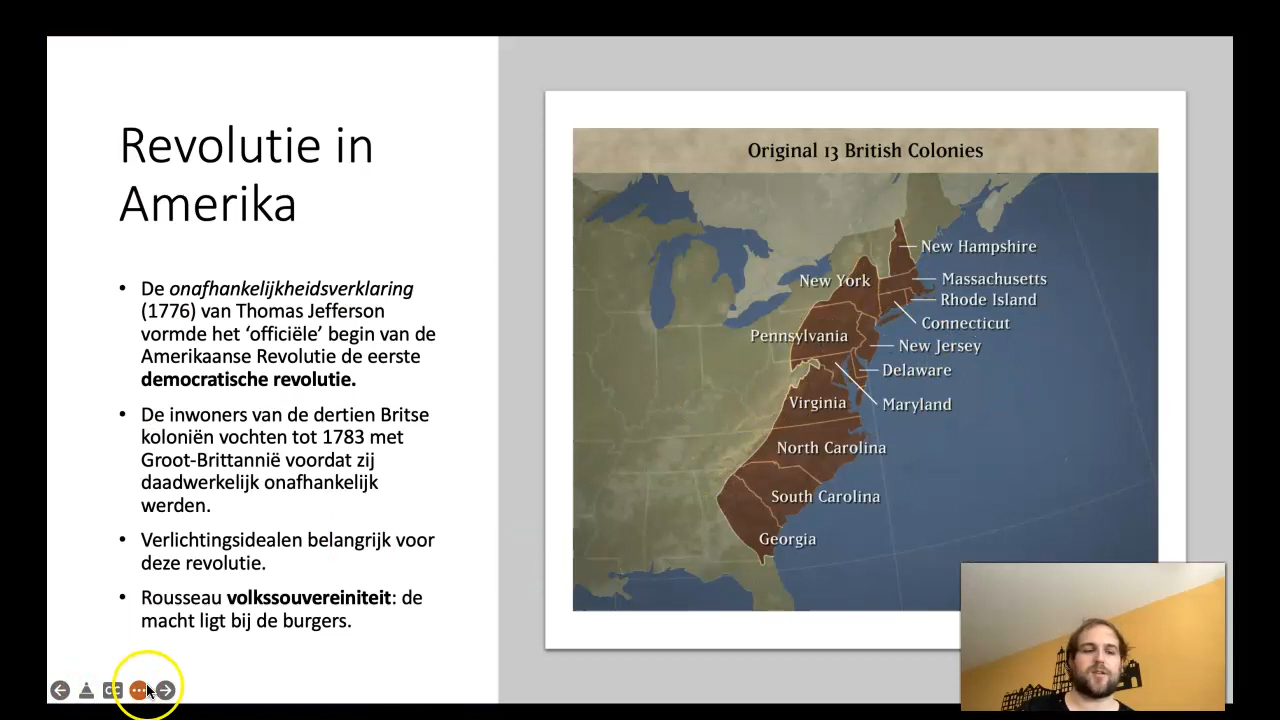 Revolutie in
Amerika
• De onafhankelijkheidsverklaring
(1776) van Thomas Jefferson
vormde het ‘officiële’ begin van de
Amerikaanse Revolutie de eerste
democratische revolutie.
• De inwoners van de dertien Britse
koloniën vochten tot 1783 met
Groot-Brittannië voordat zij
daadwerkelijk onafhankelijk
werden.
• Verlichtingsidealen belangrijk voor
deze revolutie.
• Rousseau volkssouvereiniteit: de
macht ligt bij de burgers.
CC
Original 13 British Colonies
New Hampshire
New York
Massachusetts
Rhode Island
Connecticut
Pennsylvania
New Jersey
Delaware
Virginia
Maryland
North Carolina
South Carolina
Georgia